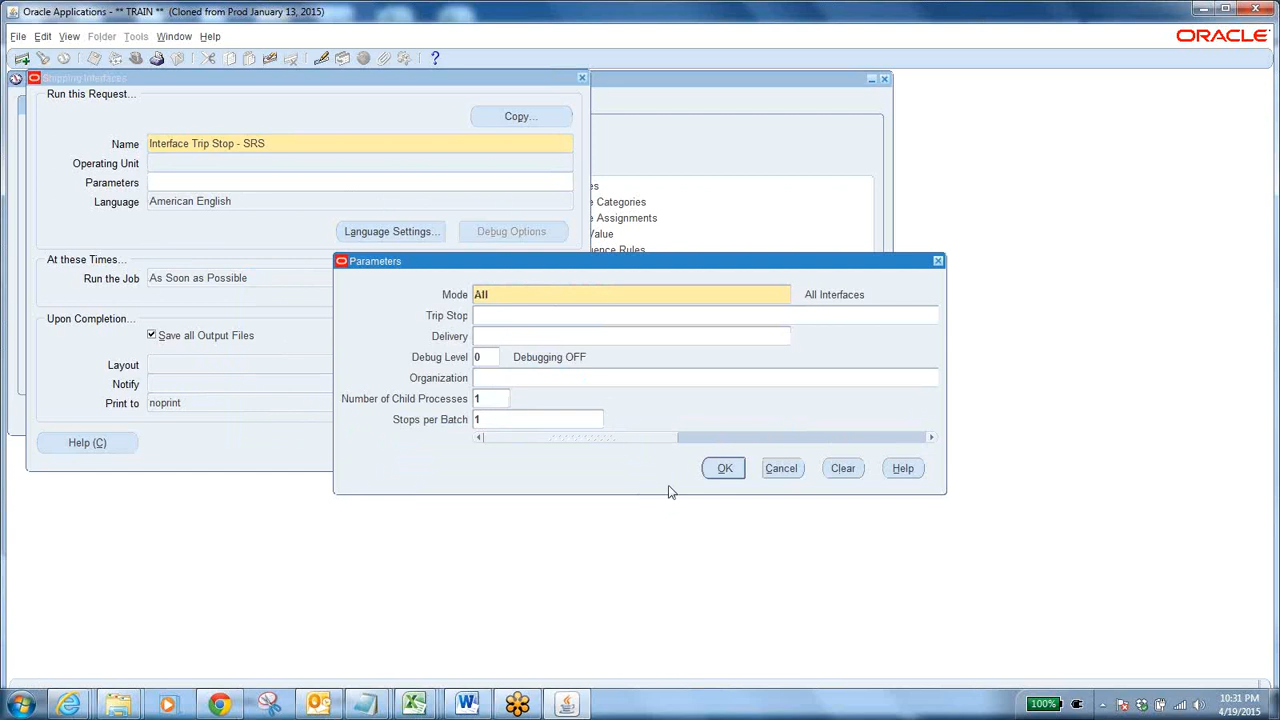 Oracle Applications - ** TRAIN ** (Cloned from Prod January 13, 2015)
File Edit View Folder Tools Window Help
ORACLE
Shipping Interfaces
Run this Request...
Copy...
Name Interface Trip Stop - SRS
Operating Unit
Parameters
Language American English
Language Settings... Debug Options
At these Times...
Run the Job As Soon as Possible
Upon Completion...
Save all Output Files
Layout
Notify
Print to noprint
Help (C)
es
e Categories
e Assignments
Value
uence Rules
Parameters
Mode All All Interfaces
Trip Stop
Delivery
Debug Level 0 Debugging OFF
Organization
Number of Child Processes 1
Stops per Batch 1
OK Cancel Clear Help
100%
10:31 PM
4/19/2015